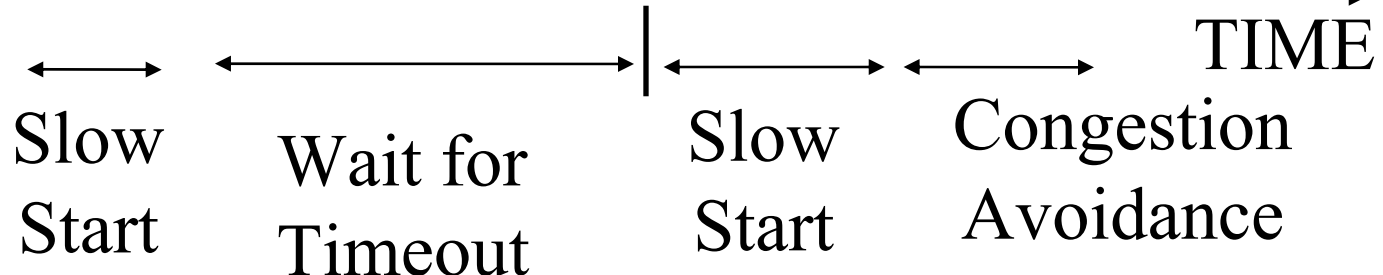 TIME
Slow
Start
Wait for
Timeout
Slow
Start
Congestion
Avoidance